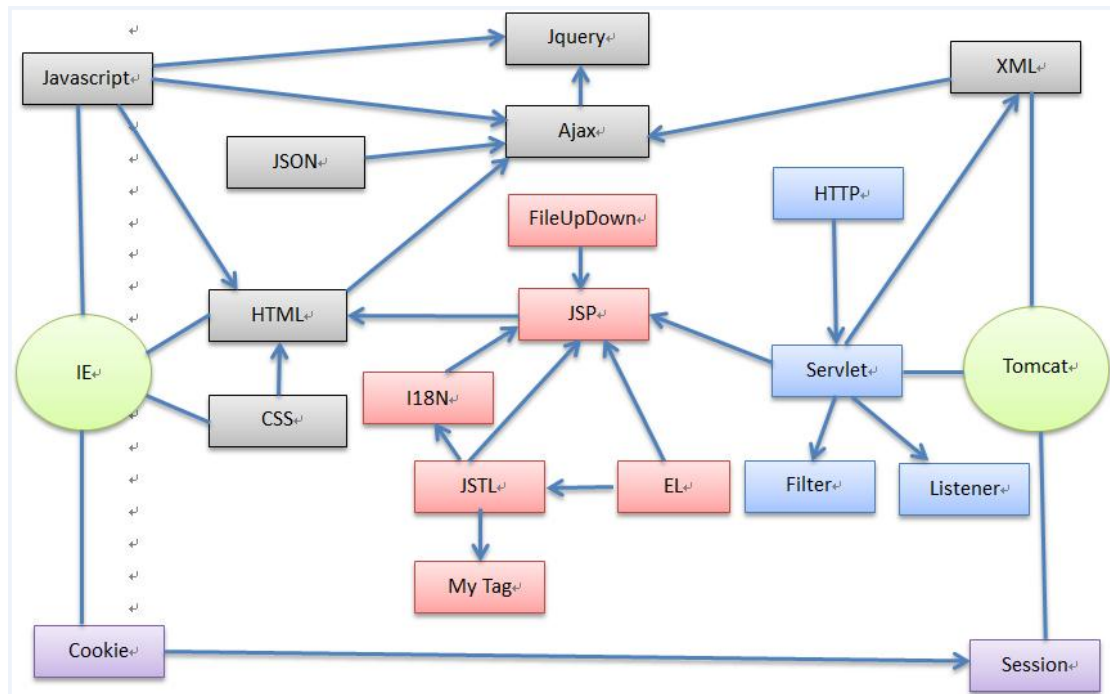 Jquery
Javascript
XML
Ajax
JSON
HTTP
FileUpDown
HTML
JSP
IE
Servlet
Tomcat
I18N
CSS
JSTL
EL
Filter
Listener
My Tag
Cookie
Session